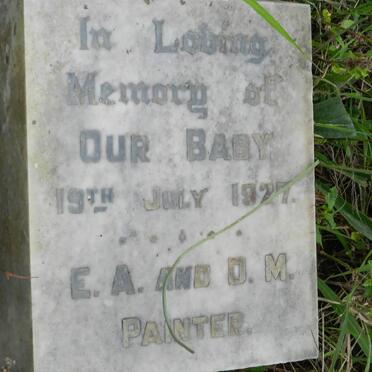 In Loving
Memory of
OUR BABY
19TH JULY 1927.
E. A. AND D. M.
PAINTER.